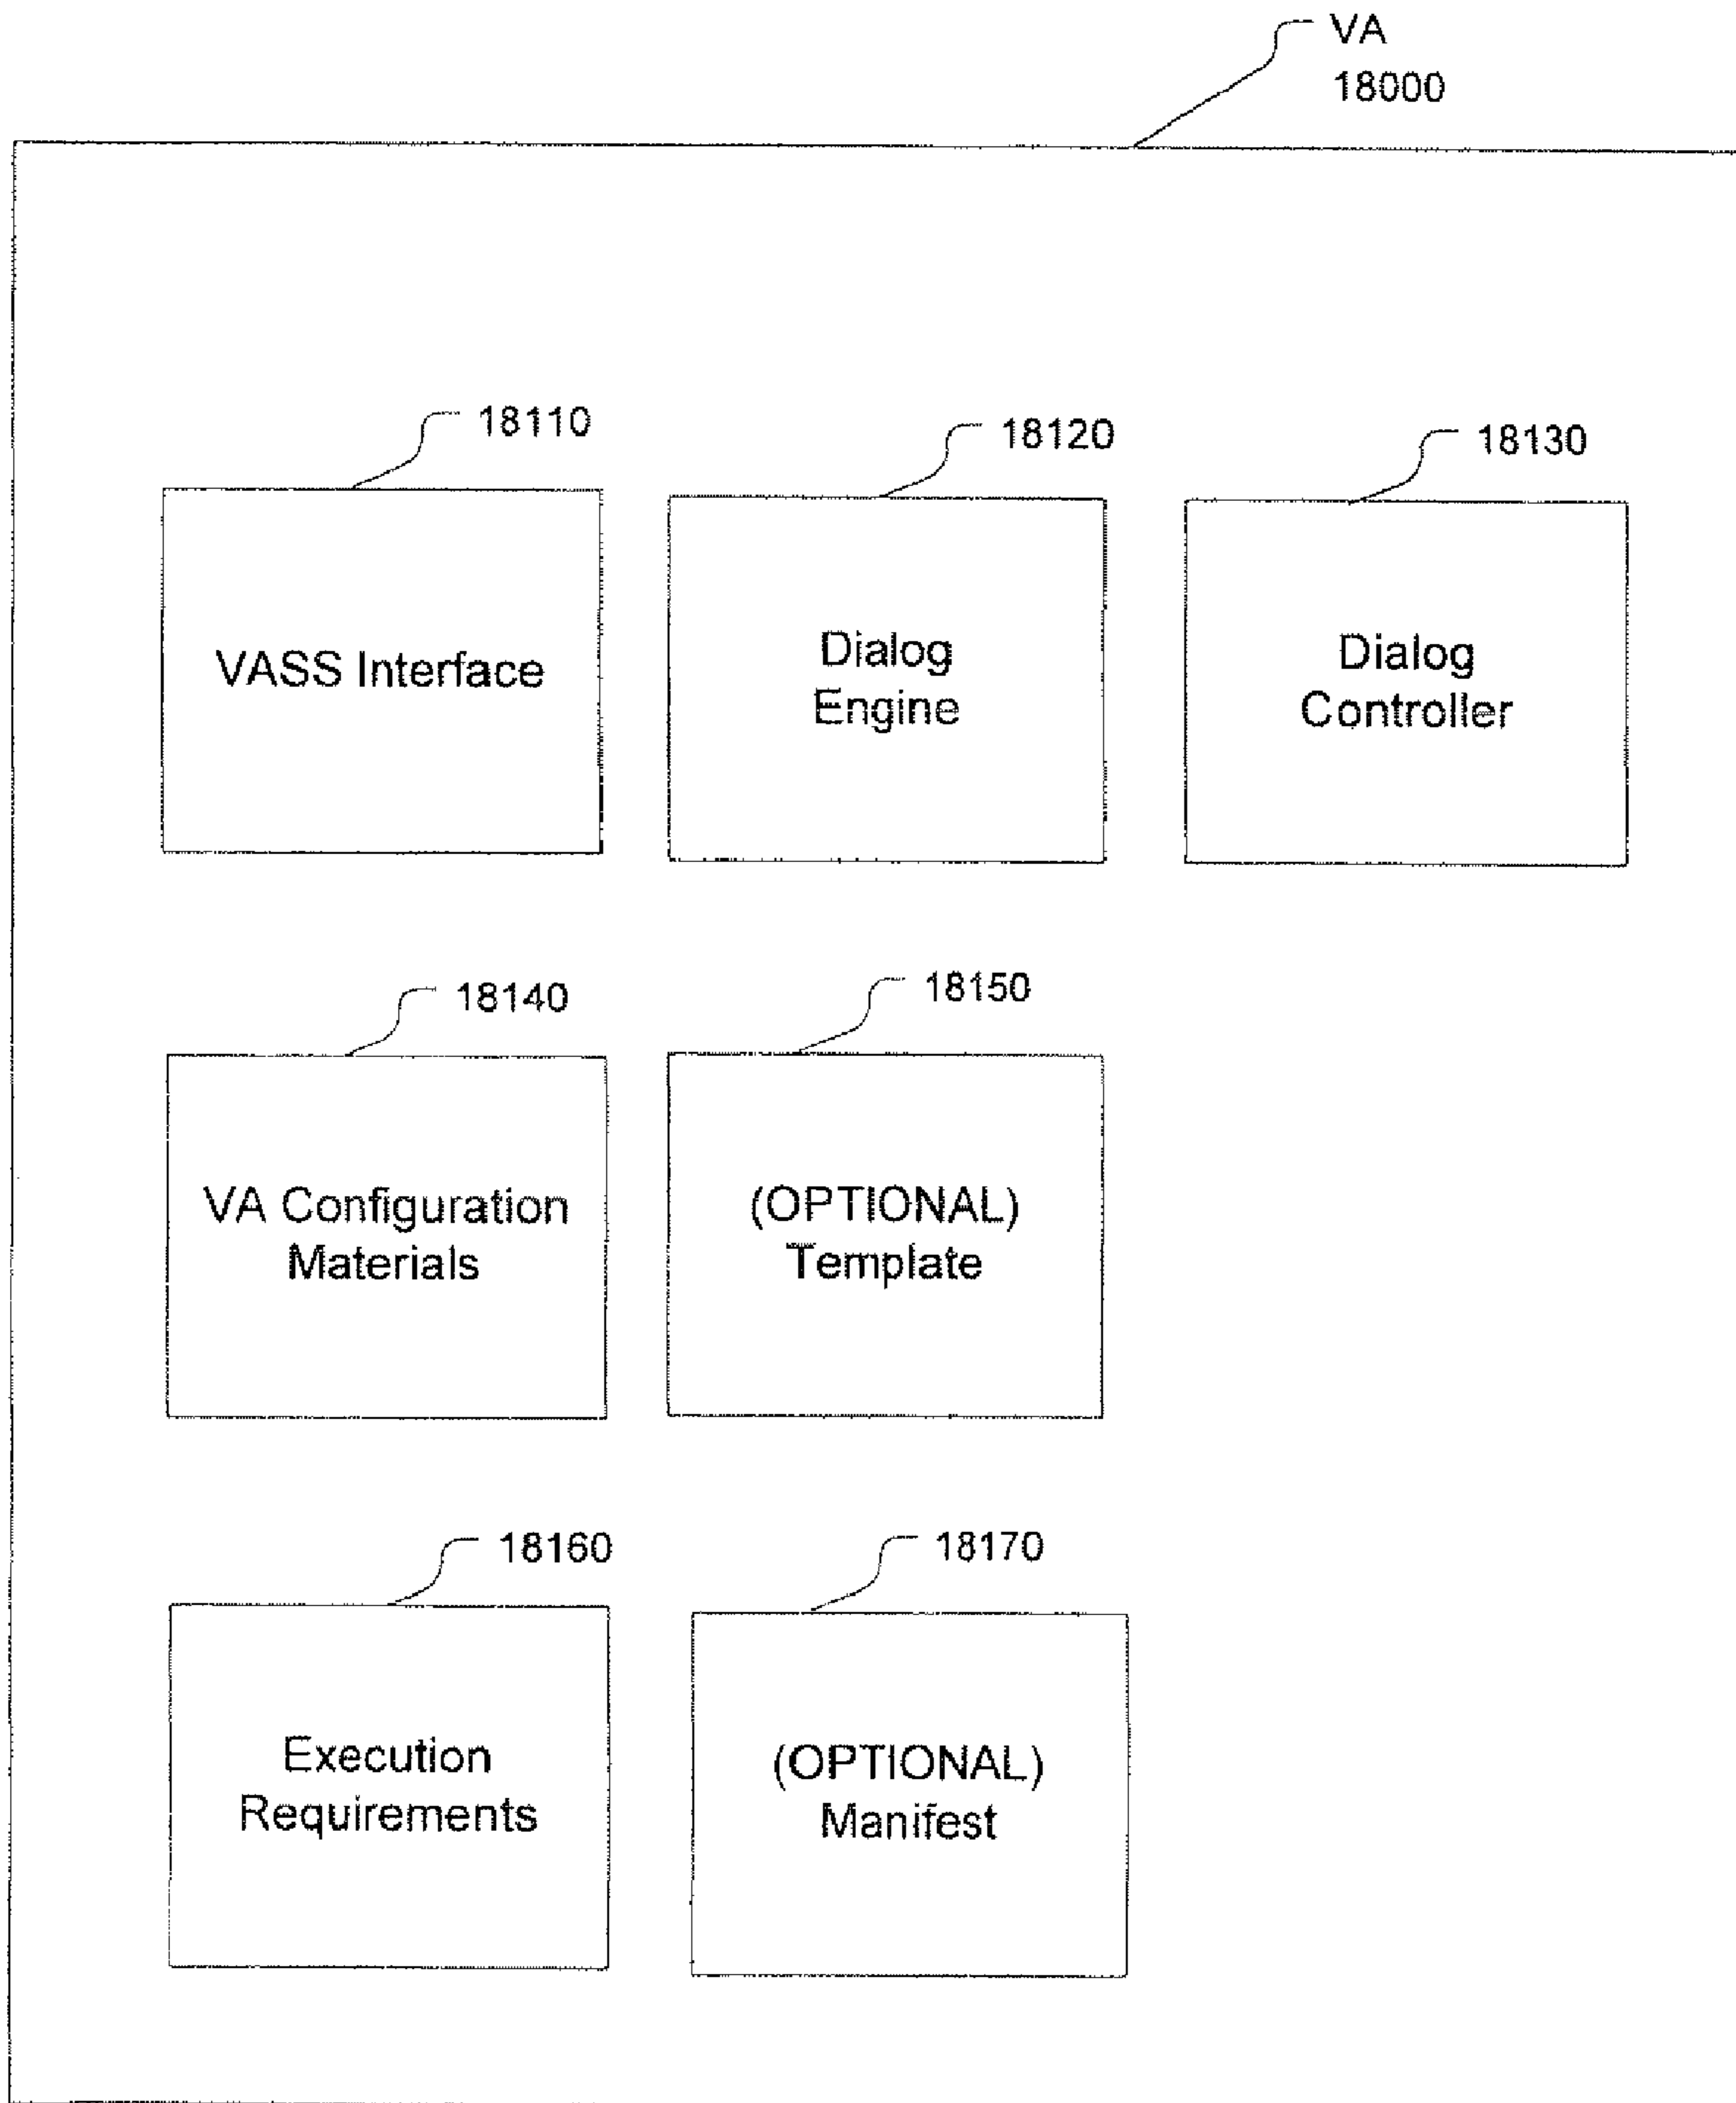 VA
18000
18110
18120
18130
VASS Interface
Dialog
Engine
Dialog
Controller
18140
18150
VA Configuration
Materials
(OPTIONAL)
Template
18160
18170
Execution
Requirements
(OPTIONAL)
Manifest